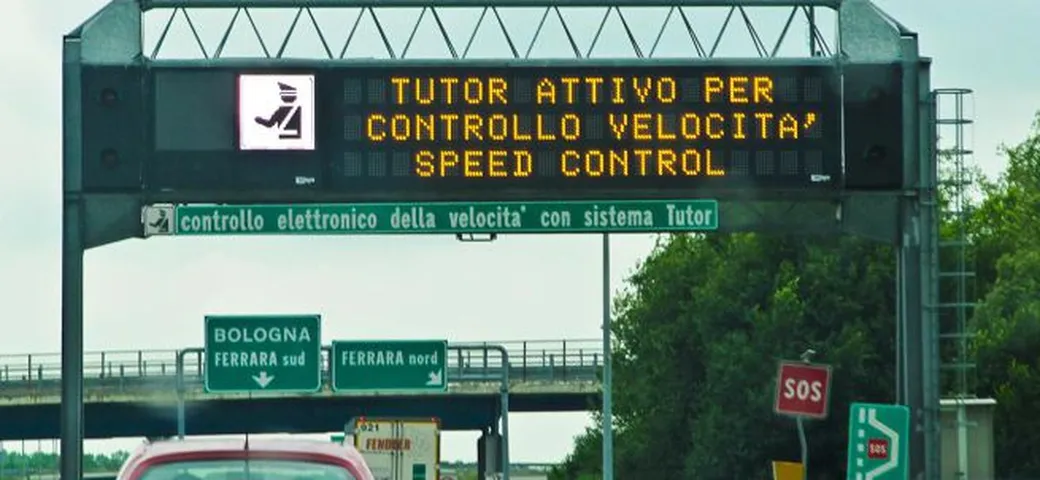 TUTOR ATTIVO PER
CONTROLLO VELOCITA'
SPEED CONTROL
controllo elettronico della velocita' con sistema Tutor
BOLOGNA
FERRARA sud
FERRARA nord
SOS
SOS
921